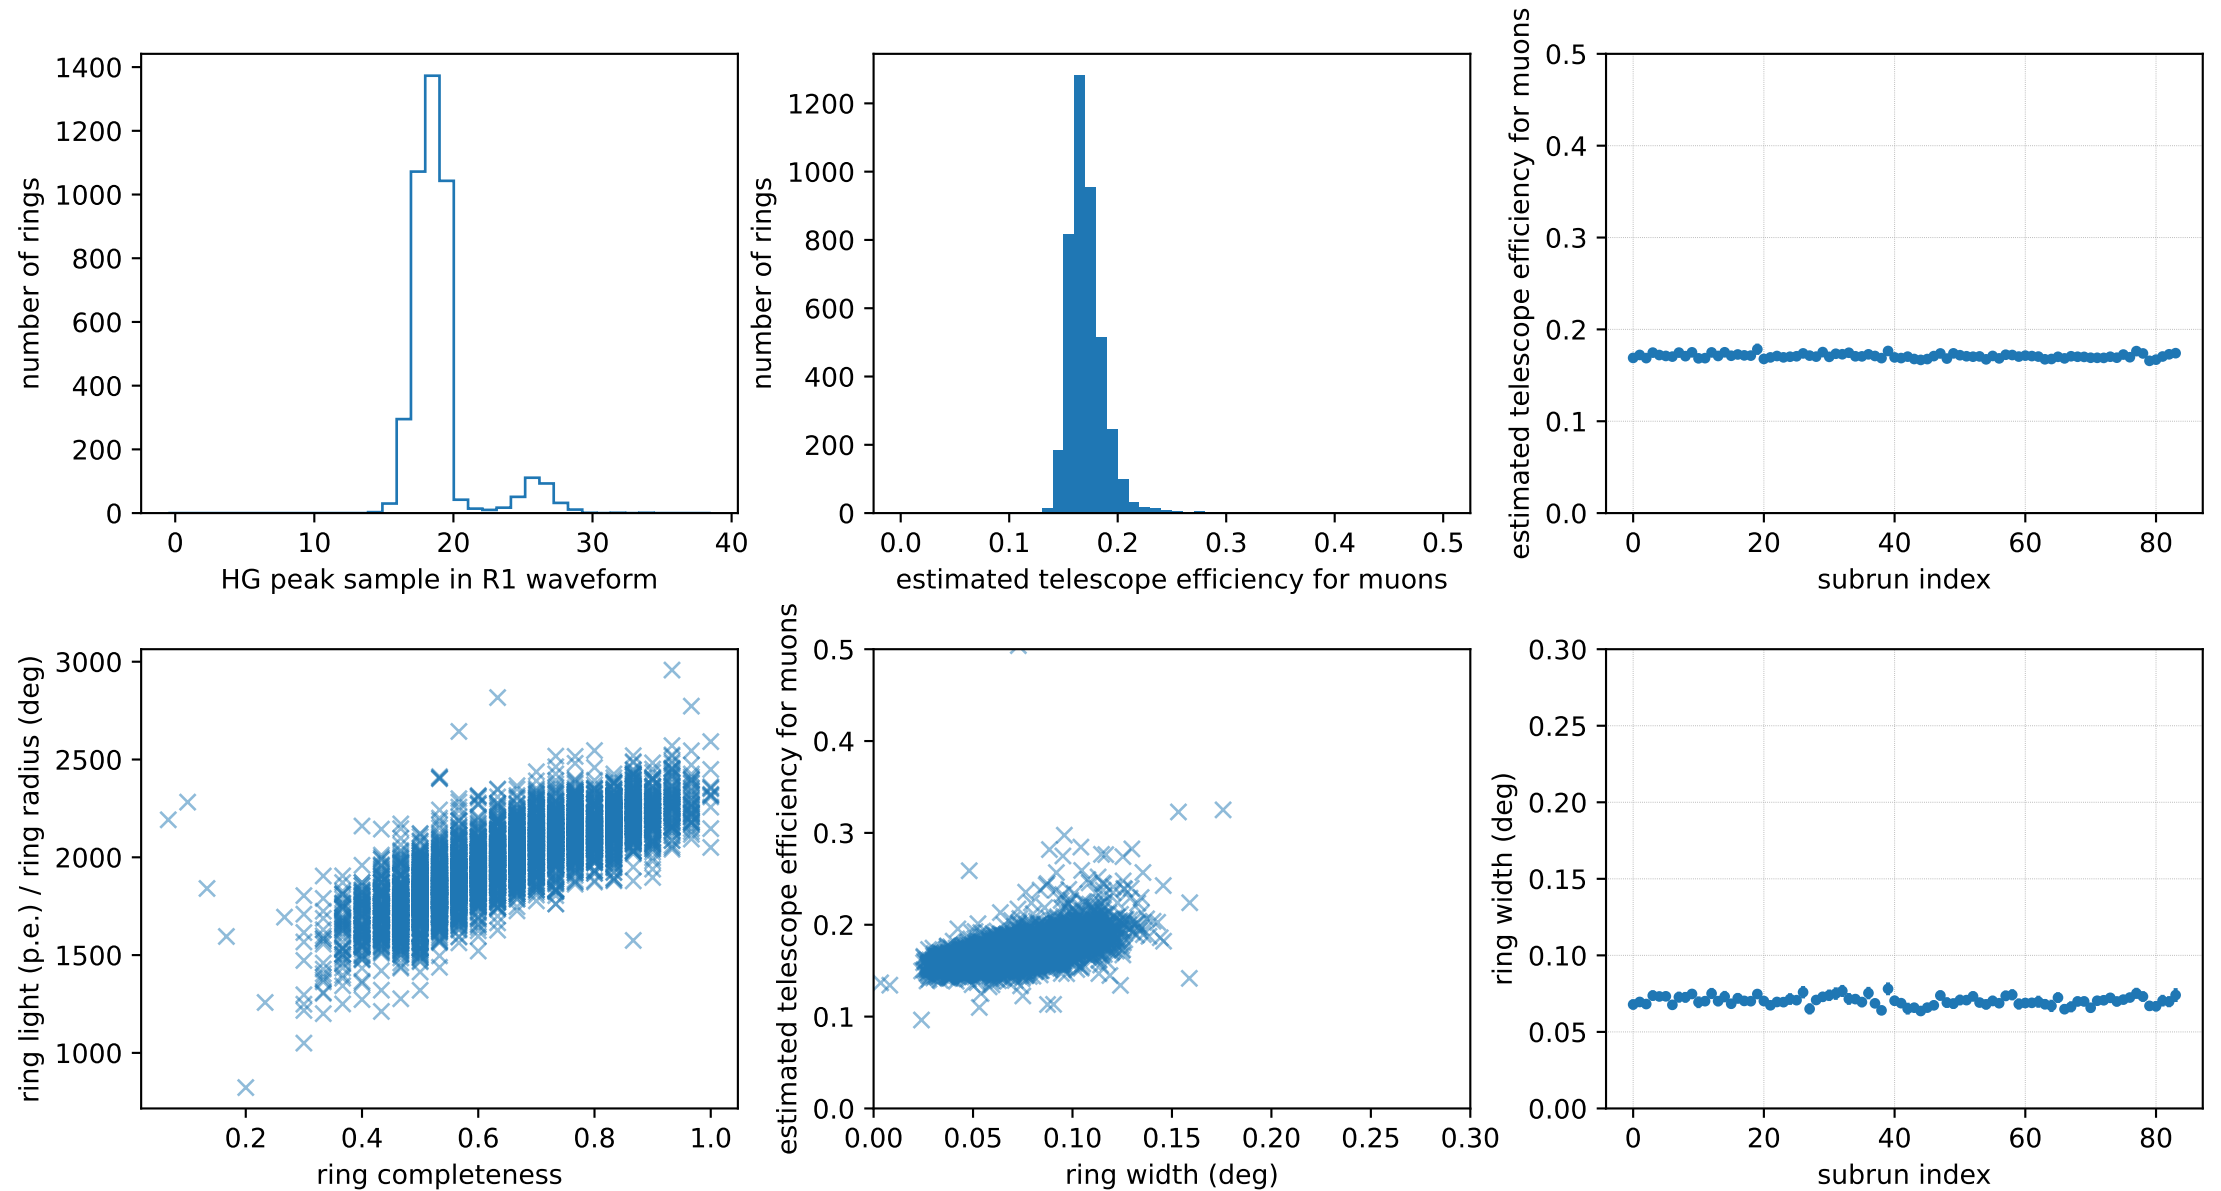 number of rings
1400
1200
1000
800
600
400
200
0
0 10 20 30 40
HG peak sample in R1 waveform
number of rings
1200
1000
800
600
400
200
0
0.0 0.1 0.2 0.3 0.4 0.5
estimated telescope efficiency for muons
estimated telescope efficiency for muons
0.5
0.4
0.3
0.2
0.1
0.0
0 20 40 60 80
subrun index
ring light (p.e.) / ring radius (deg)
3000
2500
2000
1500
1000
0.2 0.4 0.6 0.8 1.0
ring completeness
estimated telescope efficiency for muons
0.5
0.4
0.3
0.2
0.1
0.0
0.00 0.05 0.10 0.15 0.20 0.25 0.30
ring width (deg)
ring width (deg)
0.30
0.25
0.20
0.15
0.10
0.05
0.00
0 20 40 60 80
subrun index